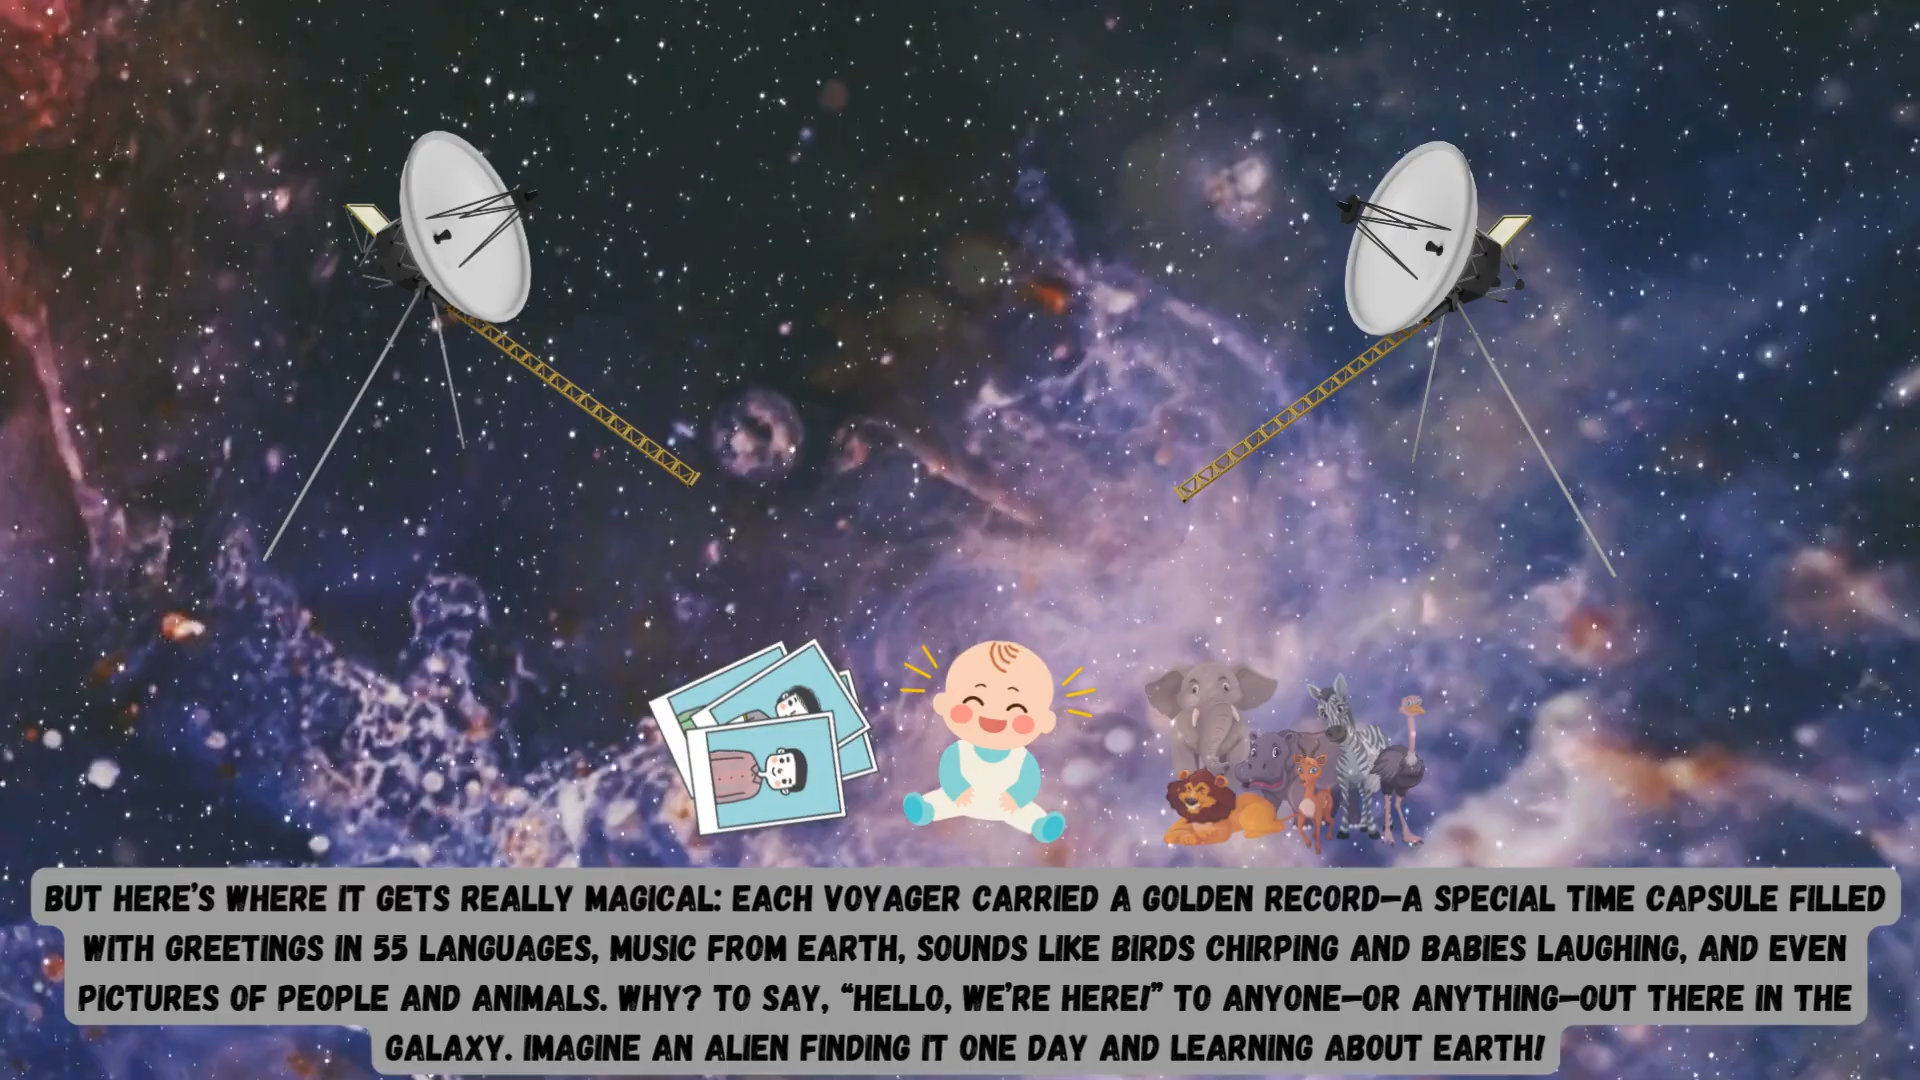 BUT HERE'S WHERE IT GETS REALLY MAGICAL: EACH VOYAGER CARRIED A GOLDEN RECORD—A SPECIAL TIME CAPSULE FILLED
WITH GREETINGS IN 55 LANGUAGES, MUSIC FROM EARTH, SOUNDS LIKE BIRDS CHIRPING AND BABIES LAUGHING, AND EVEN
PICTURES OF PEOPLE AND ANIMALS. WHY? TO SAY, “HELLO, WE'RE HERE!” TO ANYONE—OR ANYTHING—OUT THERE IN THE
GALAXY. IMAGINE AN ALIEN FINDING IT ONE DAY AND LEARNING ABOUT EARTH!